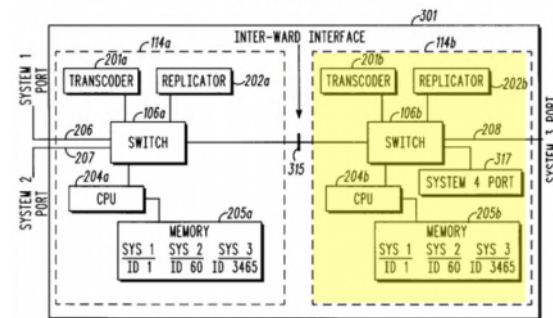 301
INTER-WARD INTERFACE
114a
114b
SYSTEM 1 PORT
201a
TRANSCODER
REPLICATOR
202a
201b
TRANSCODER
REPLICATOR
202b
106a
SWITCH
106b
SWITCH
206
207
208
315
317
SYSTEM 4 PORT
SYSTEM 3 PORT
SYSTEM 2 PORT
204a
CPU
204b
CPU
205a
MEMORY
SYS 1 SYS 2 SYS 3
ID 1 ID 60 ID 3465
205b
MEMORY
SYS 1 SYS 2 SYS 3
ID 1 ID 60 ID 3465